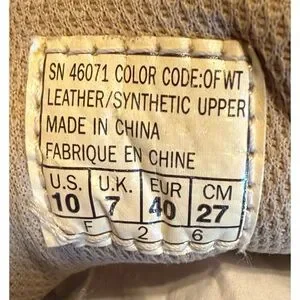 SN 46071 COLOR CODE:OFWT
LEATHER/SYNTHETIC UPPER
MADE IN CHINA
FABRIQUE EN CHINE
U.S. U.K. EUR CM
10 7 40 27
F 2 6